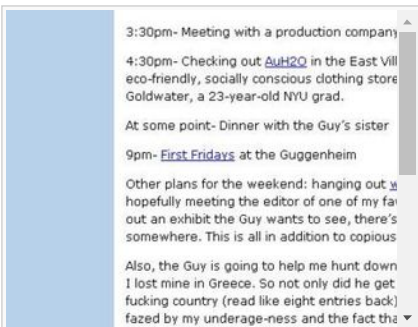 3:30pm- Meeting with a production company
4:30pm- Checking out AuH2O in the East Vill
eco-friendly, socially conscious clothing store
Goldwater, a 23-year-old NYU grad.
At some point- Dinner with the Guy's sister
9pm- First Fridays at the Guggenheim
Other plans for the weekend: hanging out w
hopefully meeting the editor of one of my fa
out an exhibit the Guy wants to see, there's
somewhere. This is all in addition to copious
Also, the Guy is going to help me hunt down
I lost mine in Greece. So not only did he get
fucking country (read like eight entries back)
fazed by my underage-ness and the fact tha